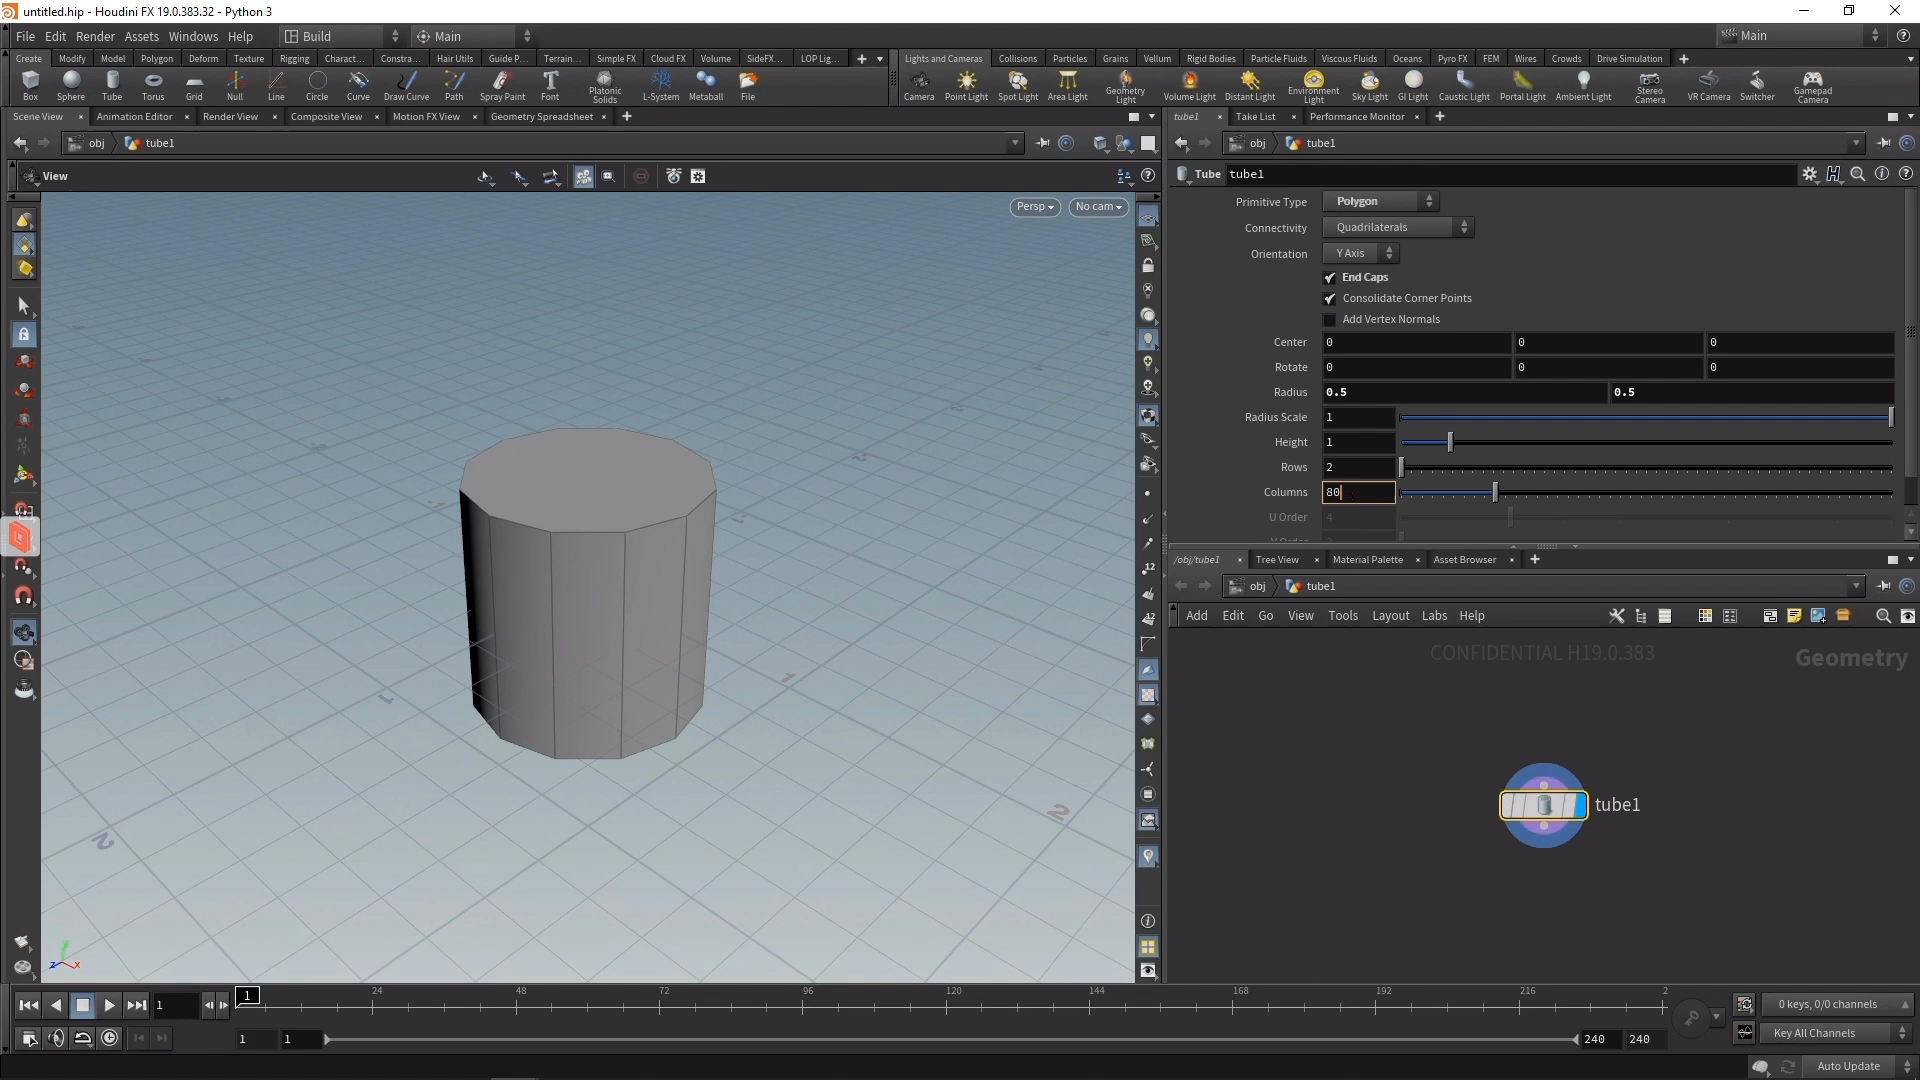 untitled.hip - Houdini FX 19.0.383.32 - Python 3
File Edit Render Assets Windows Help Build Main Main
Create Modify Model Polygon Deform Texture Rigging Charact... Constra... Hair Utils Guide P... Terrain... Simple FX Cloud FX Volume SideFX... LOP Lig...
Lights and Cameras Collisions Particles Grains Vellum Rigid Bodies Particle Fluids Viscous Fluids Oceans Pyro FX FEM Wires Crowds Drive Simulation
Box Sphere Tube Torus Grid Null Line Circle Curve Draw Curve Path Spray Paint Font Platonic Solids L-System Metaball File
Camera Point Light Spot Light Area Light Geometry Light Volume Light Distant Light Environment Light Sky Light GI Light Caustic Light Portal Light Ambient Light Stereo Camera VR Camera Switcher Gamepad Camera
Scene View Animation Editor Render View Composite View Motion FX View Geometry Spreadsheet
tube1 Take List Performance Monitor
obj tube1
obj tube1
View
Persp No cam
Tube tube1
Primitive Type Polygon
Connectivity Quadrilaterals
Orientation Y Axis
End Caps
Consolidate Corner Points
Add Vertex Normals
Center 0 0 0
Rotate 0 0 0
Radius 0.5 0.5
Radius Scale 1
Height 1
Rows 2
Columns 80
U Order 4
/obj/tube1 Tree View Material Palette Asset Browser
obj tube1
Add Edit Go View Tools Layout Labs Help
CONFIDENTIAL H19.0.383
Geometry
tube1
1
1
2
2
z x
1 1 24 48 72 96 120 144 168 192 216 2
0 keys, 0/0 channels
1 1 240 240
Key All Channels
Auto Update